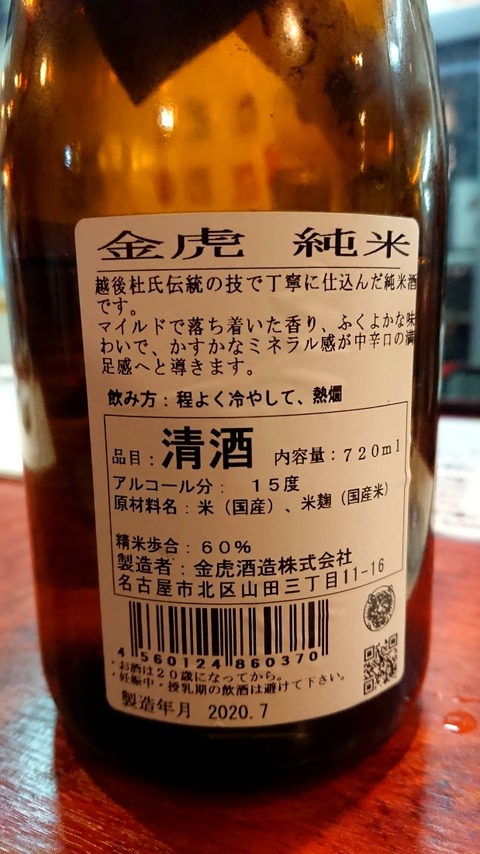 金虎 純米
越後杜氏伝統の技で丁寧に仕込んだ純米酒
です。
マイルドで落ち着いた香り、ふくよかな味
わいで、かすかなミネラル感が中辛口の満
足感へと導きます。
飲み方：程よく冷やして、熱燗
品目：清酒 内容量：720ml
アルコール分： 15度
原材料名：米（国産）、米麹（国産米）
精米歩合：60%
製造者：金虎酒造株式会社
名古屋市北区山田三丁目11-16
4 560124 860370
・お酒は20歳になってから。
・妊娠中・授乳期の飲酒は避けて下さい。
製造年月 2020.7